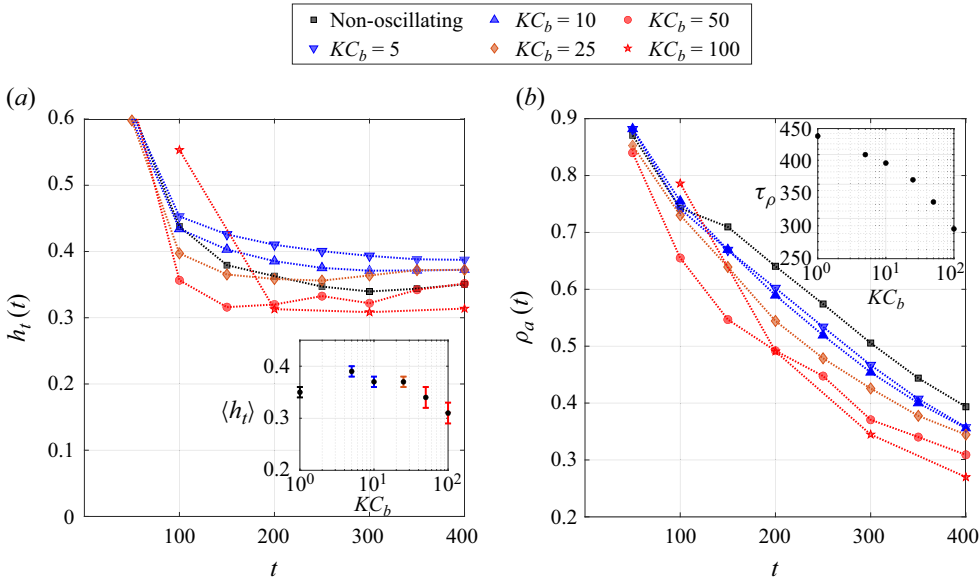 Non-oscillating KC_b = 10 KC_b = 50
KC_b = 5 KC_b = 25 KC_b = 100
(a)
0.6
0.5
0.4
0.3
0.2
0.1
0
h_t (t)
100 200 300 400
t
0.4
0.3
0.2
⟨h_t⟩
10^0 10^1 10^2
KC_b
(b)
0.9
0.8
0.7
0.6
0.5
0.4
0.3
0.2
ρ_a (t)
100 200 300 400
t
450
400
350
300
250
τ_ρ
10^0 10^1 10^2
KC_b